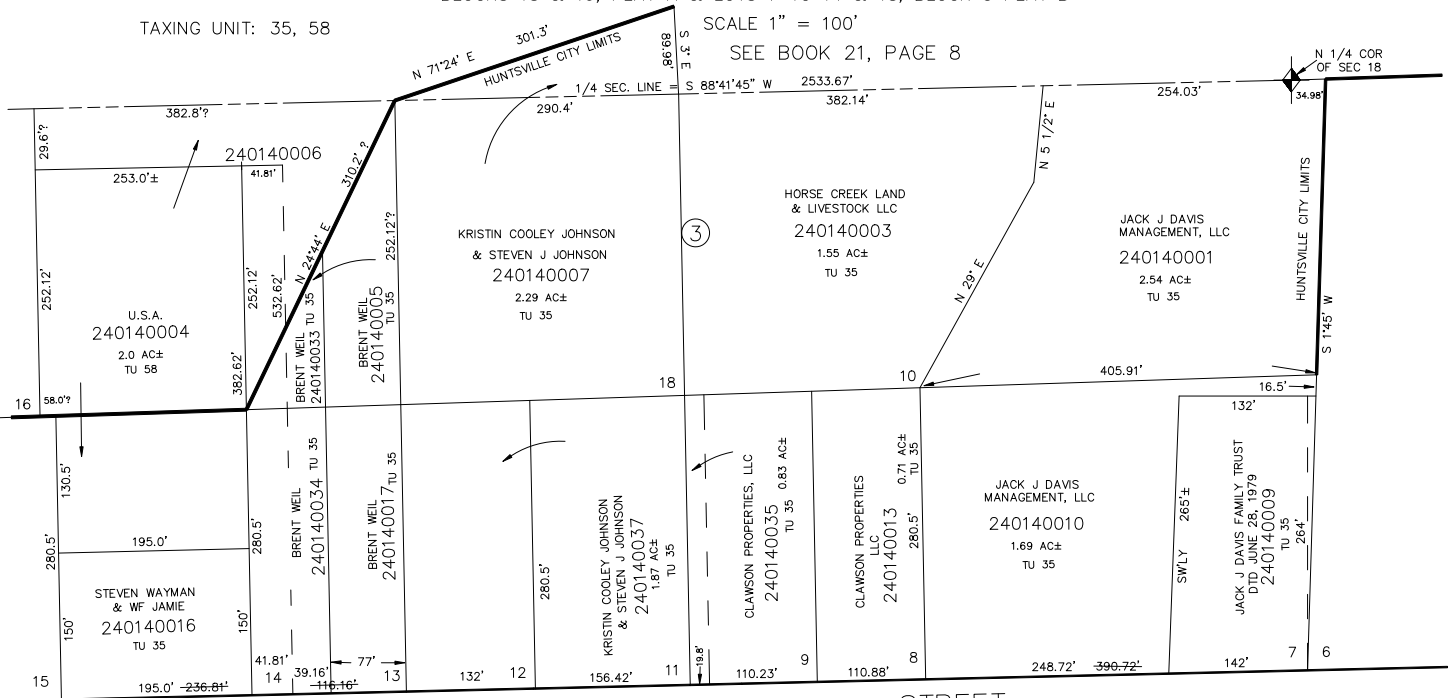 TAXING UNIT: 35, 58
SCALE 1" = 100'
SEE BOOK 21, PAGE 8
N 71°24' E
301.3'
HUNTSVILLE CITY LIMITS
S 3° E
89.98'
1/4 SEC. LINE = S 88°41'45" W
2533.67'
N 1/4 COR
OF SEC 18
382.8'?
290.4'
382.14'
254.03'
34.98'
29.6'?
240140006
253.0'±
41.81'
310.2' ?
N 24°44' E
252.12'?
N 5 1/2° E
N 29° E
HUNTSVILLE CITY LIMITS
S 1°45' W
252.12'
252.12'
532.62'
382.62'
U.S.A.
240140004
2.0 AC±
TU 58
BRENT WEIL
240140033 TU 35
BRENT WEIL
240140005
TU 35
KRISTIN COOLEY JOHNSON
& STEVEN J JOHNSON
240140007
2.29 AC±
TU 35
3
HORSE CREEK LAND
& LIVESTOCK LLC
240140003
1.55 AC±
TU 35
JACK J DAVIS
MANAGEMENT, LLC
240140001
2.54 AC±
TU 35
16
58.0'?
18
10
405.91'
16.5'
132'
130.5'
280.5'
195.0'
280.5'
STEVEN WAYMAN
& WF JAMIE
240140016
TU 35
150'
150'
BRENT WEIL
240140034 TU 35
BRENT WEIL
240140017 TU 35
280.5'
KRISTIN COOLEY JOHNSON
& STEVEN J JOHNSON
240140037
1.87 AC±
TU 35
CLAWSON PROPERTIES, LLC
240140035
TU 35 0.83 AC±
CLAWSON PROPERTIES
LLC
240140013
0.71 AC±
TU 35
280.5'
JACK J DAVIS
MANAGEMENT, LLC
240140010
1.69 AC±
TU 35
SW'LY 265'±
JACK J DAVIS FAMILY TRUST
DTD JUNE 28, 1979
240140009
TU 35
264'
15
195.0' 236.81'
41.81'
14
39.16'
116.16'
77'
13
132'
12
156.42'
11
19.8'
110.23'
9
110.88'
8
248.72' 390.72'
142'
7
6